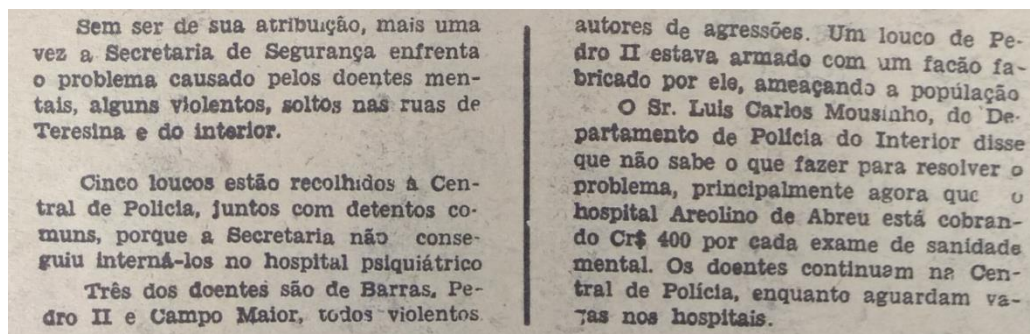 Sem ser de sua atribuição, mais uma
vez a Secretaria de Segurança enfrenta
o problema causado pelos doentes men-
tais, alguns violentos, soltos nas ruas de
Teresina e do interior.
Cinco loucos estão recolhidos à Cen-
tral de Policia, juntos com detentos co-
muns, porque a Secretaria não conse-
guiu interná-los no hospital psiquiátrico
Três dos doentes são de Barras, Pe-
dro II e Campo Maior, todos violentos
autores de agressões. Um louco de Pe-
dro II estava armado com um facão fa-
bricado por ele, ameaçando a população
O Sr. Luis Carlos Mousinho, do De-
partamento de Polícia do Interior disse
que não sabe o que fazer para resolver o
problema, principalmente agora que o
hospital Areolino de Abreu está cobran-
do Cr$ 400 por cada exame de sanidade
mental. Os doentes continuam na Cen-
tral de Polícia, enquanto aguardam va-
gas nos hospitais.